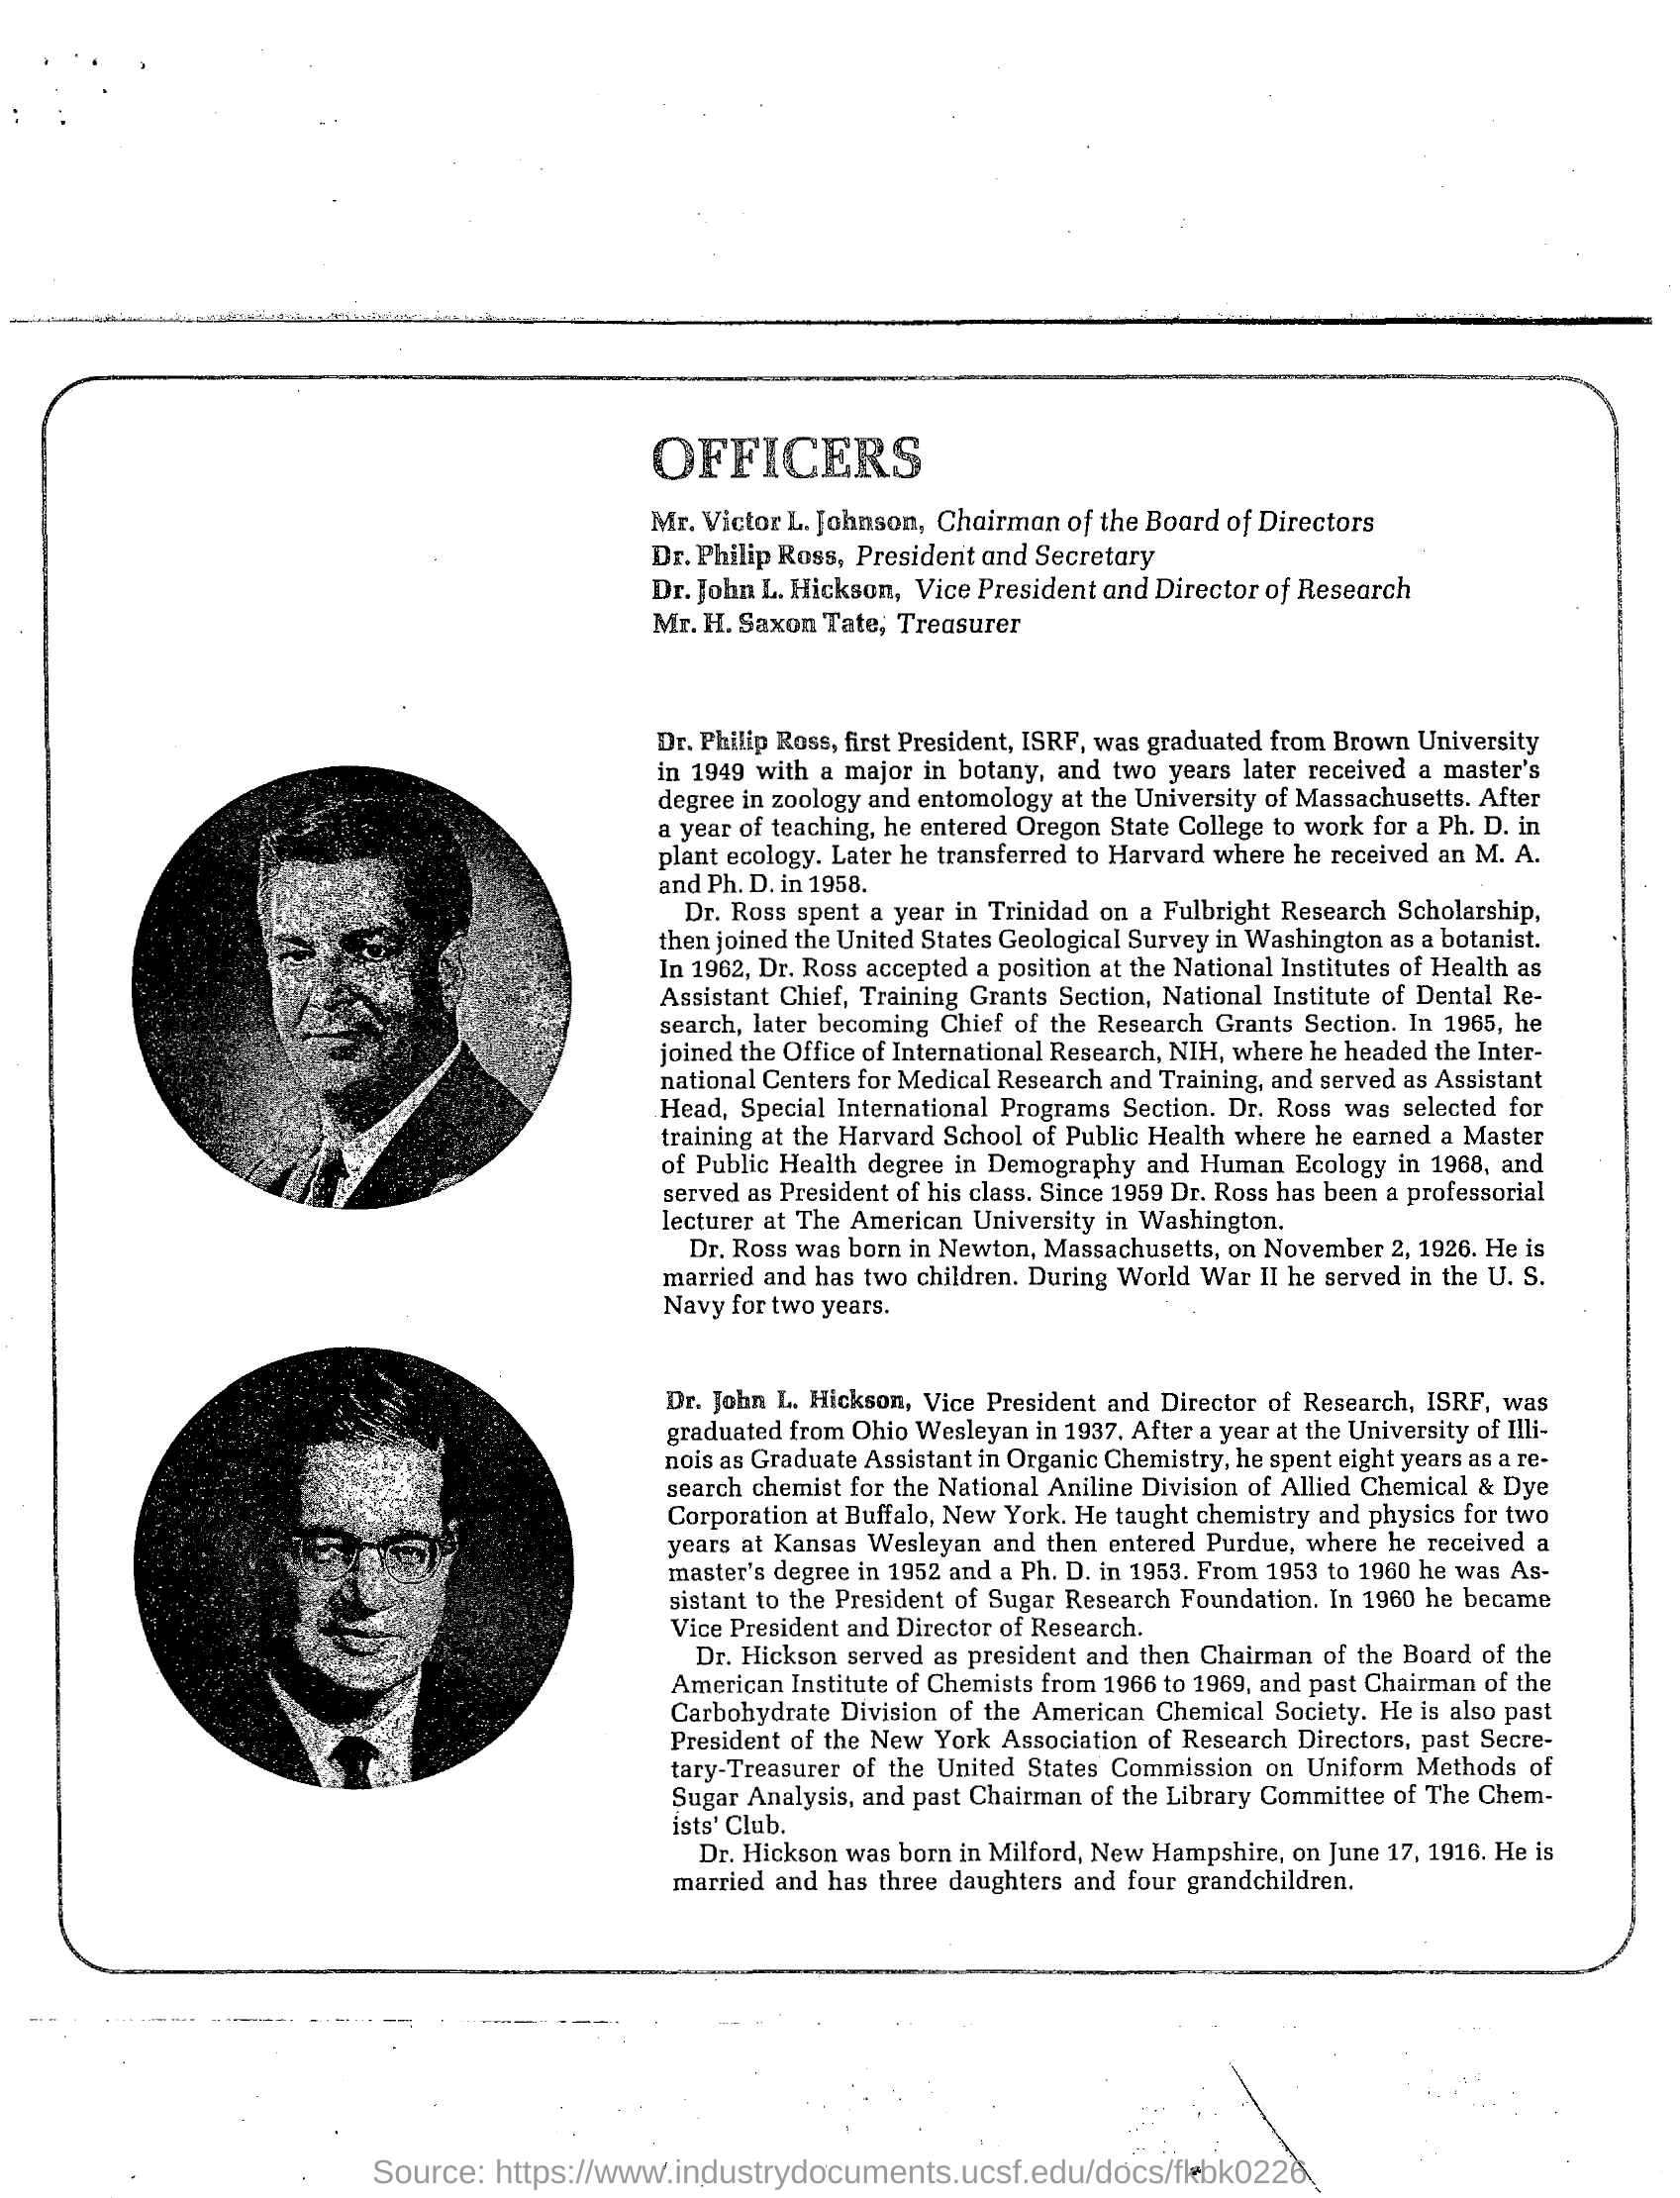 OFFICERS
Mr. Victor L. Johnson, Chairman of the Board of Directors
Dr. Philip Ross, President and Secretary
Dr. John L. Hickson, Vice President and Director of Research
Mr. H. Saxon Tate, Treasurer
Dr. Philip Ross, first President, ISRF, was graduated from Brown University
in 1949 with a major in botany, and two years later received a master's
degree in zoology and entomology at the University of Massachusetts. After
a year of teaching, he entered Oregon State College to work for a Ph. D. in
plant ecology. Later he transferred to Harvard where he received an M. A.
and Ph. D. in 1958.
Dr. Ross spent a year in Trinidad on a Fulbright Research Scholarship,
then joined the United States Geological Survey in Washington as a botanist.
In 1962, Dr. Ross accepted a position at the National Institutes of Health as
Assistant Chief, Training Grants Section, National Institute of Dental Re-
search, later becoming Chief of the Research Grants Section. In 1965, he
joined the Office of International Research, NIH, where he headed the Inter-
national Centers for Medical Research and Training, and served as Assistant
Head, Special International Programs Section. Dr. Ross was selected for
training at the Harvard School of Public Health where he earned a Master
of Public Health degree in Demography and Human Ecology in 1968, and
served as President of his class. Since 1959 Dr. Ross has been a professorial
lecturer at The American University in Washington.
Dr. Ross was born in Newton, Massachusetts, on November 2, 1926. He is
married and has two children. During World War II he served in the U. S.
Navy for two years.
Dr. John L. Hickson, Vice President and Director of Research, ISRF, was
graduated from Ohio Wesleyan in 1937. After a year at the University of Illi-
nois as Graduate Assistant in Organic Chemistry, he spent eight years as a re-
search chemist for the National Aniline Division of Allied Chemical & Dye
Corporation at Buffalo, New York. He taught chemistry and physics for two
years at Kansas Wesleyan and then entered Purdue, where he received a
master's degree in 1952 and a Ph. D. in 1953. From 1953 to 1960 he was As-
sistant to the President of Sugar Research Foundation. In 1960 he became
Vice President and Director of Research.
Dr. Hickson served as president and then Chairman of the Board of the
American Institute of Chemists from 1966 to 1969, and past Chairman of the
Carbohydrate Division of the American Chemical Society. He is also past
President of the New York Association of Research Directors, past Secre-
tary-Treasurer of the United States Commission on Uniform Methods of
Sugar Analysis, and past Chairman of the Library Committee of The Chem-
ists' Club.
Dr. Hickson was born in Milford, New Hampshire, on June 17, 1916. He is
married and has three daughters and four grandchildren.
Source: https://www.industrydocuments.ucsf.edu/docs/fkbk0226